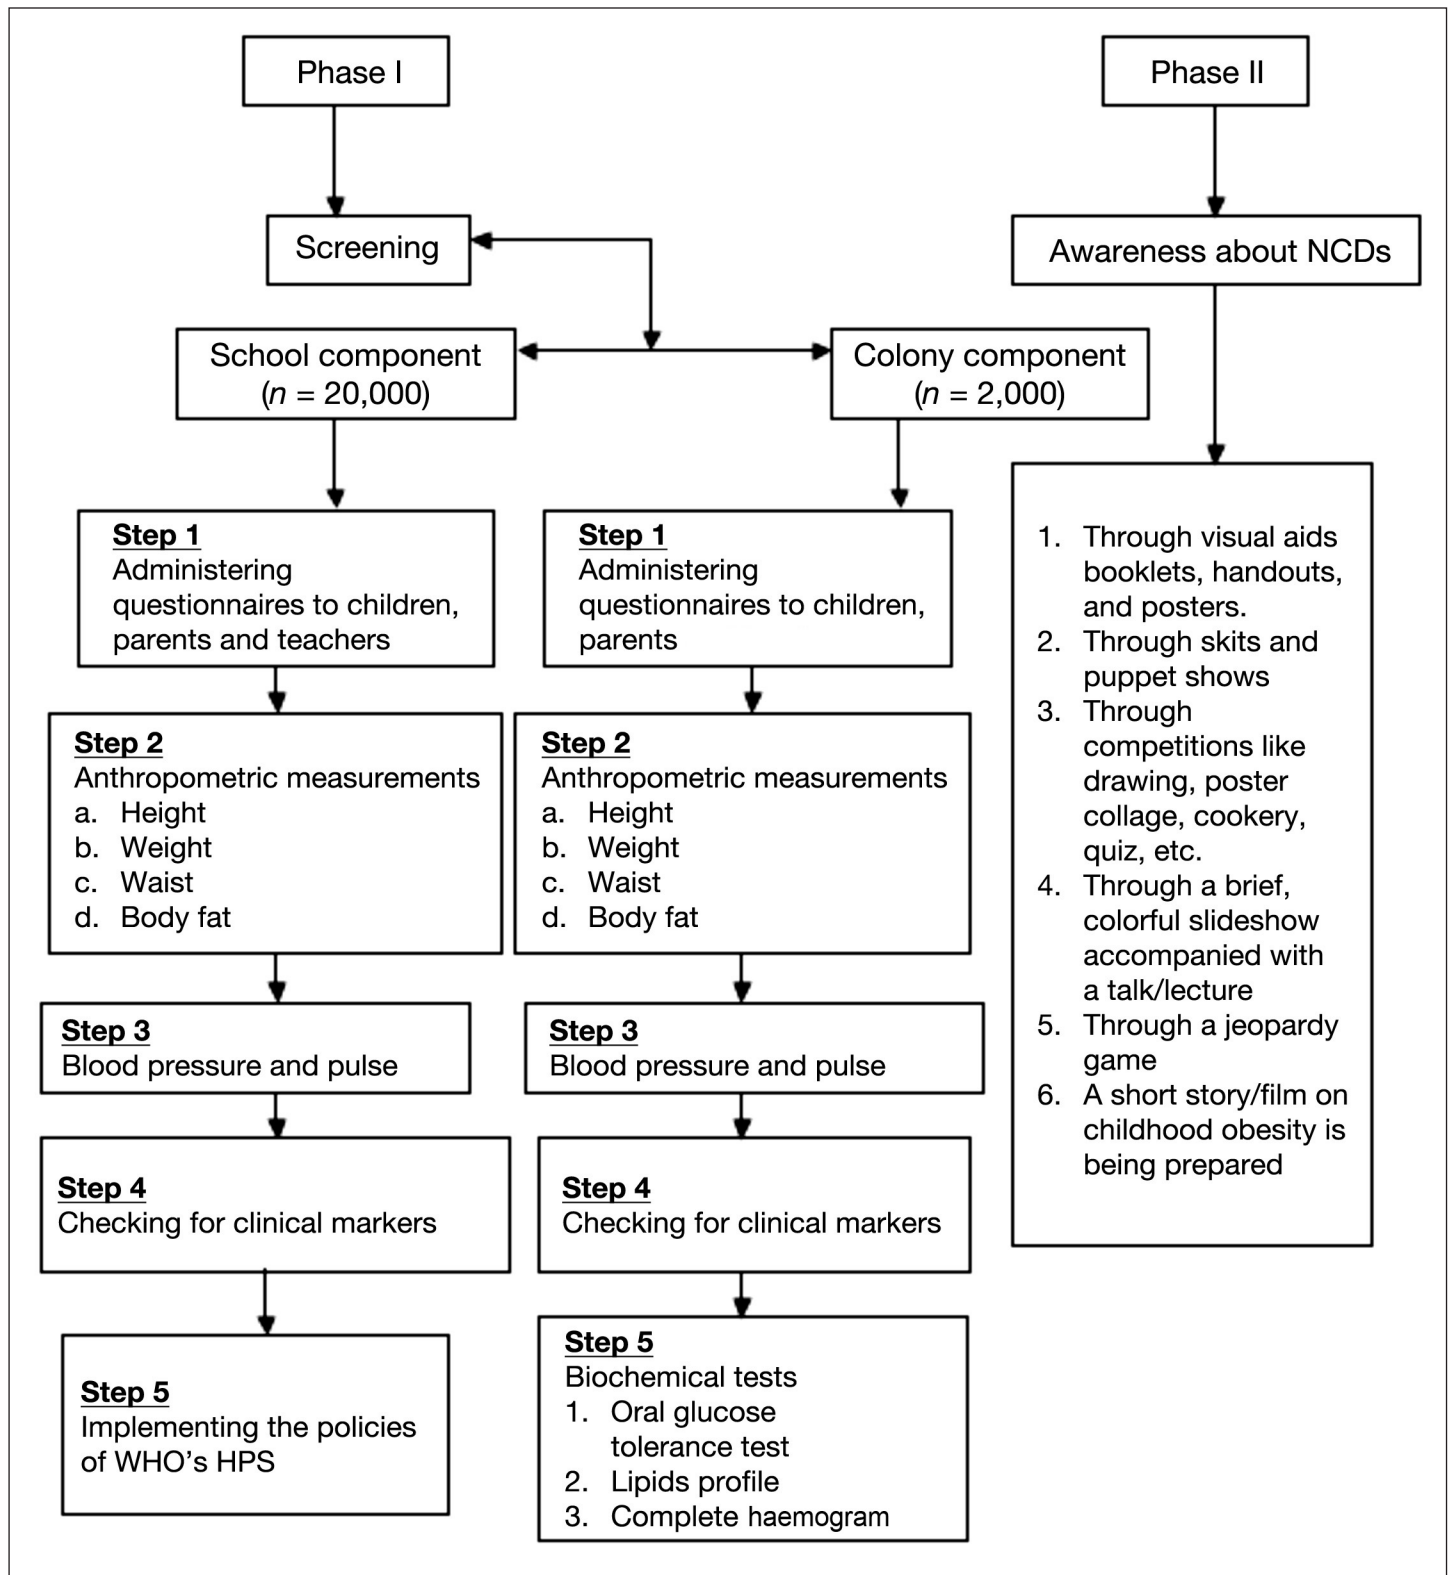 Phase I
Screening
School component
(n = 20,000)
Colony component
(n = 2,000)
Step 1
Administering
questionnaires to children,
parents and teachers
Step 2
Anthropometric measurements
a. Height
b. Weight
c. Waist
d. Body fat
Step 3
Blood pressure and pulse
Step 4
Checking for clinical markers
Step 5
Implementing the policies
of WHO’s HPS
Step 1
Administering
questionnaires to children,
parents
Step 2
Anthropometric measurements
a. Height
b. Weight
c. Waist
d. Body fat
Step 3
Blood pressure and pulse
Step 4
Checking for clinical markers
Step 5
Biochemical tests
1. Oral glucose
tolerance test
2. Lipids profile
3. Complete haemogram
Phase II
Awareness about NCDs
1. Through visual aids
booklets, handouts,
and posters.
2. Through skits and
puppet shows
3. Through
competitions like
drawing, poster
collage, cookery,
quiz, etc.
4. Through a brief,
colorful slideshow
accompanied with
a talk/lecture
5. Through a jeopardy
game
6. A short story/film on
childhood obesity is
being prepared